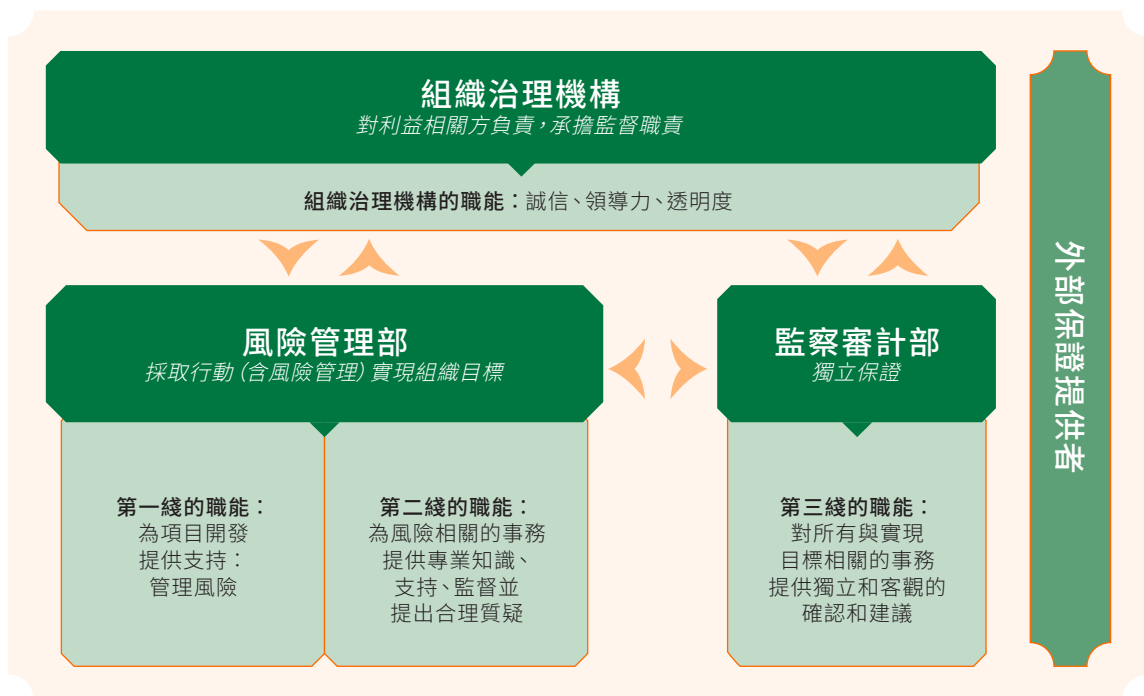 組織治理機構
對利益相關方負責，承擔監督職責
組織治理機構的職能：誠信、領導力、透明度
風險管理部
採取行動（含風險管理）實現組織目標
第一綫的職能：
為項目開發
提供支持：
管理風險
第二綫的職能：
為風險相關的事務
提供專業知識、
支持、監督並
提出合理質疑
監察審計部
獨立保證
第三綫的職能：
對所有與實現
目標相關的事務
提供獨立和客觀的
確認和建議
外部保證提供者